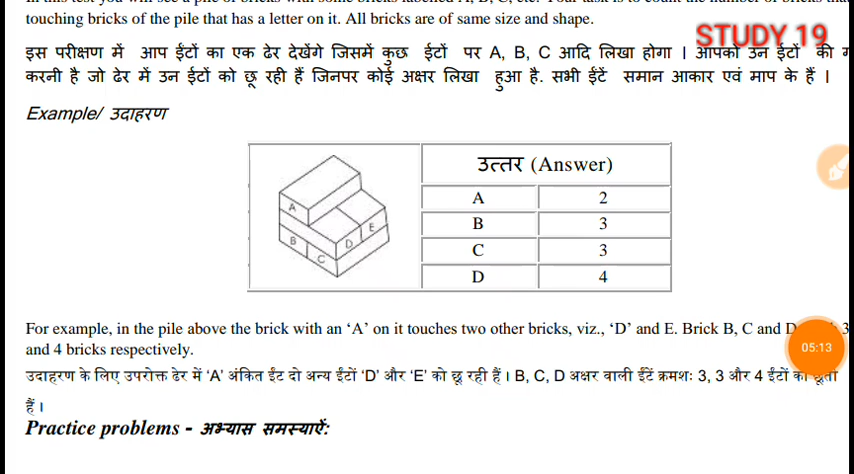 touching bricks of the pile that has a letter on it. All bricks are of same size and shape.
STUDY 19
इस परीक्षण में आप ईंटों का एक ढेर देखेंगे जिसमें कुछ ईंटों पर A, B, C आदि लिखा होगा | आपको उन ईंटों की
करनी है जो ढेर में उन ईंटों को छू रही हैं जिनपर कोई अक्षर लिखा हुआ है. सभी ईंटें समान आकार एवं माप के हैं |
Example/ उदाहरण
उत्तर (Answer)
A 2
B 3
C 3
D 4
A
B
C
D
E
For example, in the pile above the brick with an ‘A’ on it touches two other bricks, viz., ‘D’ and E. Brick B, C and D 3
and 4 bricks respectively.
05:13
उदाहरण के लिए उपरोक्त ढेर में 'A' अंकित ईंट दो अन्य ईंटों 'D' और 'E' को छू रही हैं। B, C, D अक्षर वाली ईंटें क्रमशः 3, 3 और 4 ईंटों को छूती
हैं।
Practice problems - अभ्यास समस्याऐं: